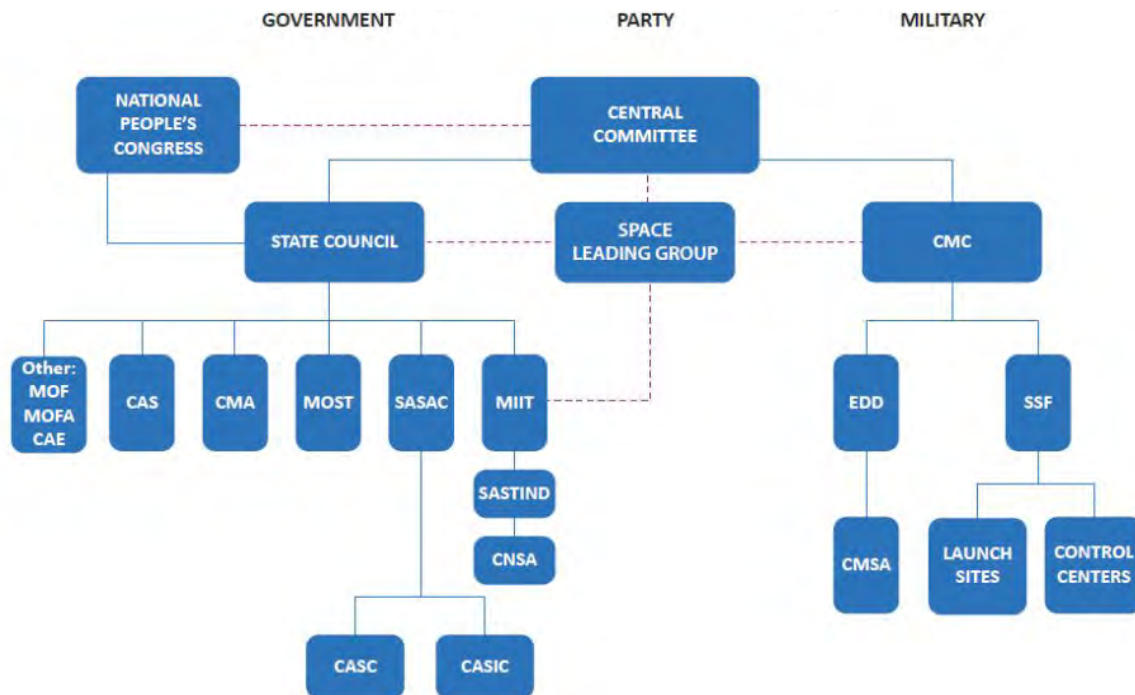 GOVERNMENT
PARTY
MILITARY
NATIONAL
PEOPLE'S
CONGRESS
CENTRAL
COMMITTEE
STATE COUNCIL
SPACE
LEADING GROUP
CMC
Other:
MOF
MOFA
CAE
CAS
CMA
MOST
SASAC
MIIT
EDD
SSF
SASTIND
CNSA
CMSA
LAUNCH
SITES
CONTROL
CENTERS
CASC
CASIC